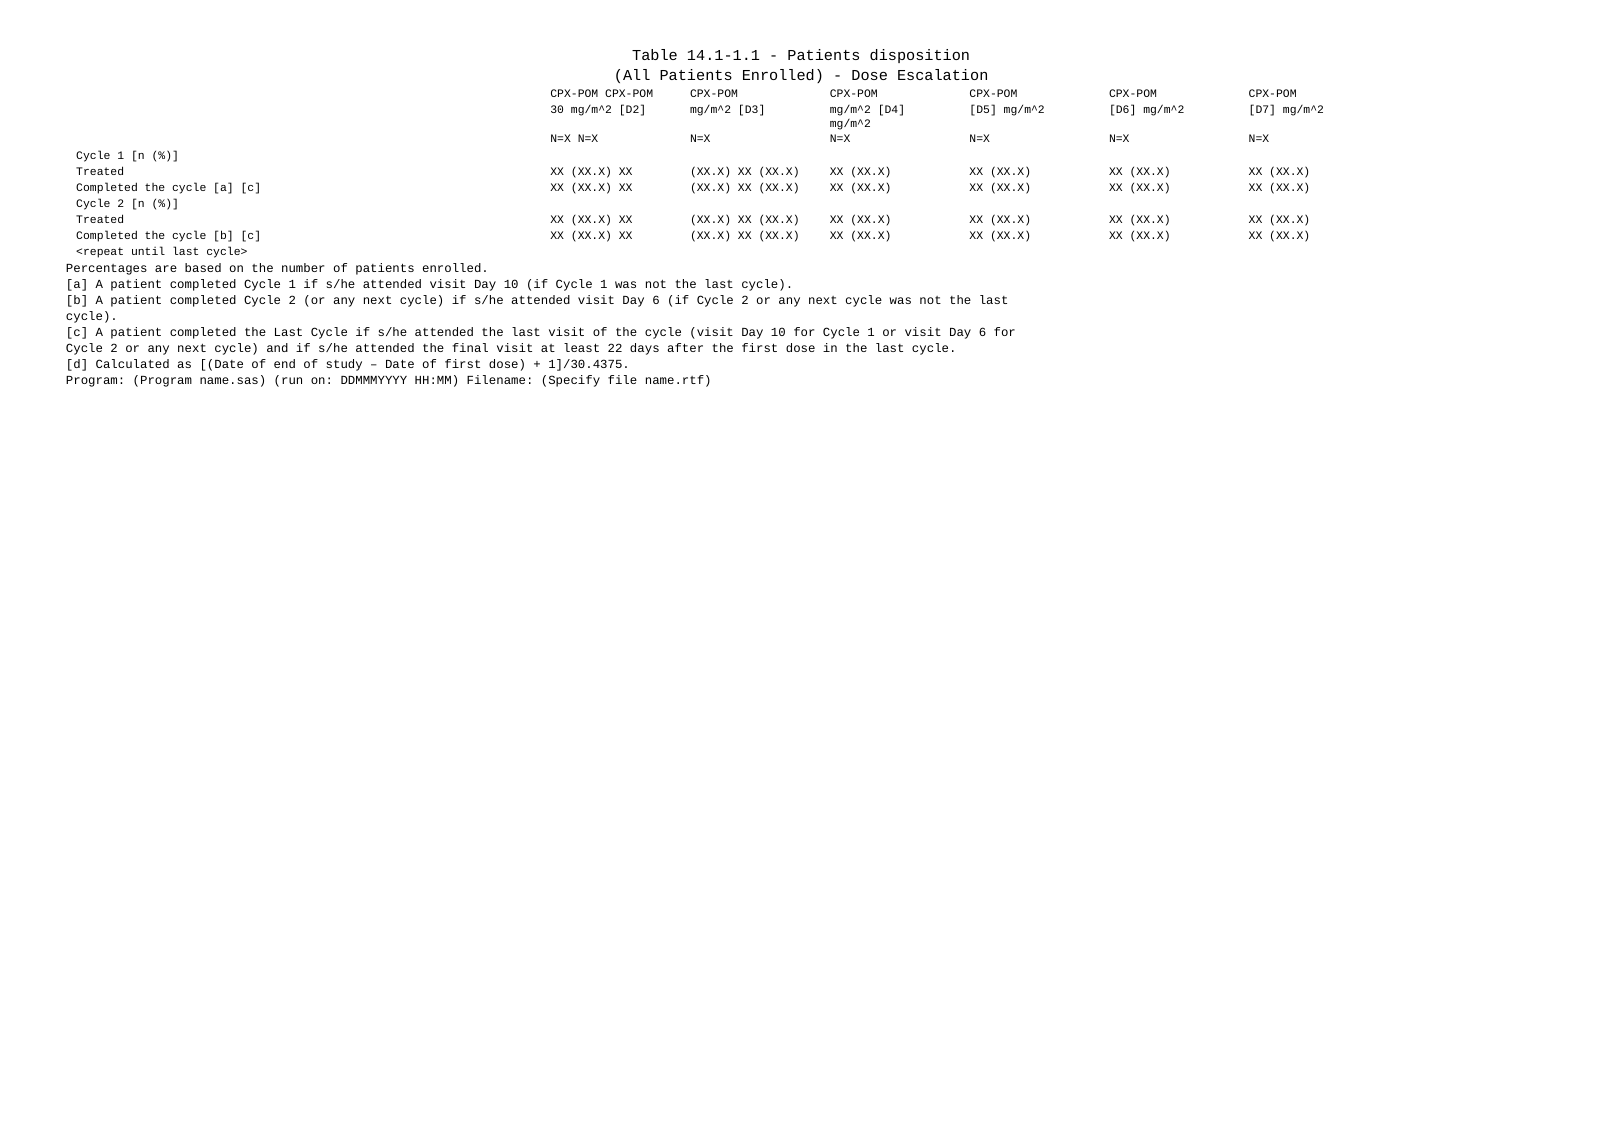 Table 14.1-1.1 - Patients disposition
(All Patients Enrolled) - Dose Escalation
CPX-POM CPX-POM CPX-POM CPX-POM CPX-POM CPX-POM CPX-POM
30 mg/m^2 [D2] mg/m^2 [D3] mg/m^2 [D4] [D5] mg/m^2 [D6] mg/m^2 [D7] mg/m^2
mg/m^2
N=X N=X N=X N=X N=X N=X N=X
Cycle 1 [n (%)]
Treated XX (XX.X) XX (XX.X) XX (XX.X) XX (XX.X) XX (XX.X) XX (XX.X) XX (XX.X)
Completed the cycle [a] [c] XX (XX.X) XX (XX.X) XX (XX.X) XX (XX.X) XX (XX.X) XX (XX.X) XX (XX.X)
Cycle 2 [n (%)]
Treated XX (XX.X) XX (XX.X) XX (XX.X) XX (XX.X) XX (XX.X) XX (XX.X) XX (XX.X)
Completed the cycle [b] [c] XX (XX.X) XX (XX.X) XX (XX.X) XX (XX.X) XX (XX.X) XX (XX.X) XX (XX.X)
<repeat until last cycle>
Percentages are based on the number of patients enrolled.
[a] A patient completed Cycle 1 if s/he attended visit Day 10 (if Cycle 1 was not the last cycle).
[b] A patient completed Cycle 2 (or any next cycle) if s/he attended visit Day 6 (if Cycle 2 or any next cycle was not the last
cycle).
[c] A patient completed the Last Cycle if s/he attended the last visit of the cycle (visit Day 10 for Cycle 1 or visit Day 6 for
Cycle 2 or any next cycle) and if s/he attended the final visit at least 22 days after the first dose in the last cycle.
[d] Calculated as [(Date of end of study – Date of first dose) + 1]/30.4375.
Program: (Program name.sas) (run on: DDMMMYYYY HH:MM) Filename: (Specify file name.rtf)